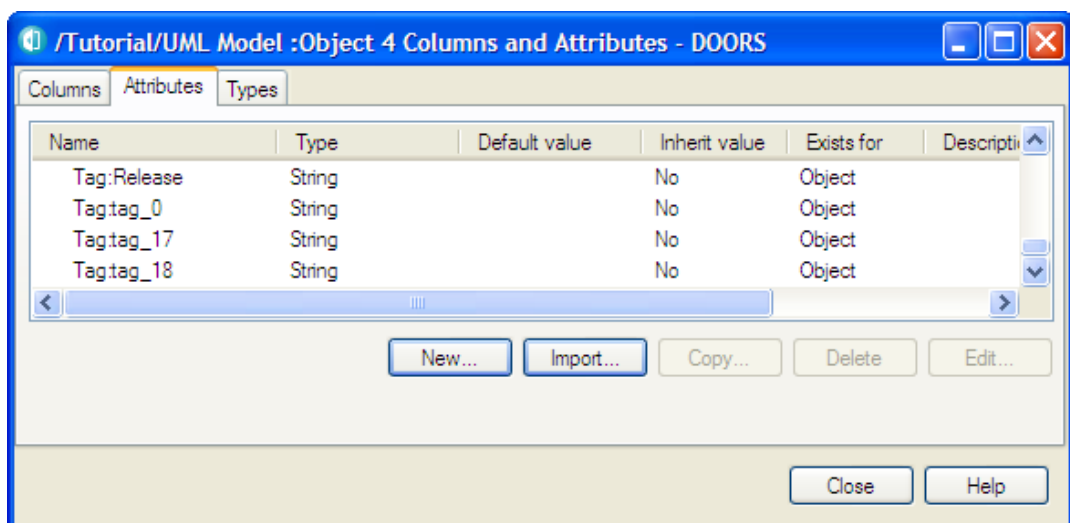 /Tutorial/UML Model :Object 4 Columns and Attributes - DOORS
Columns Attributes Types
Name Type Default value Inherit value Exists for Descripti
Tag:Release String No Object
Tag:tag_0 String No Object
Tag:tag_17 String No Object
Tag:tag_18 String No Object
New... Import... Copy... Delete Edit...
Close Help